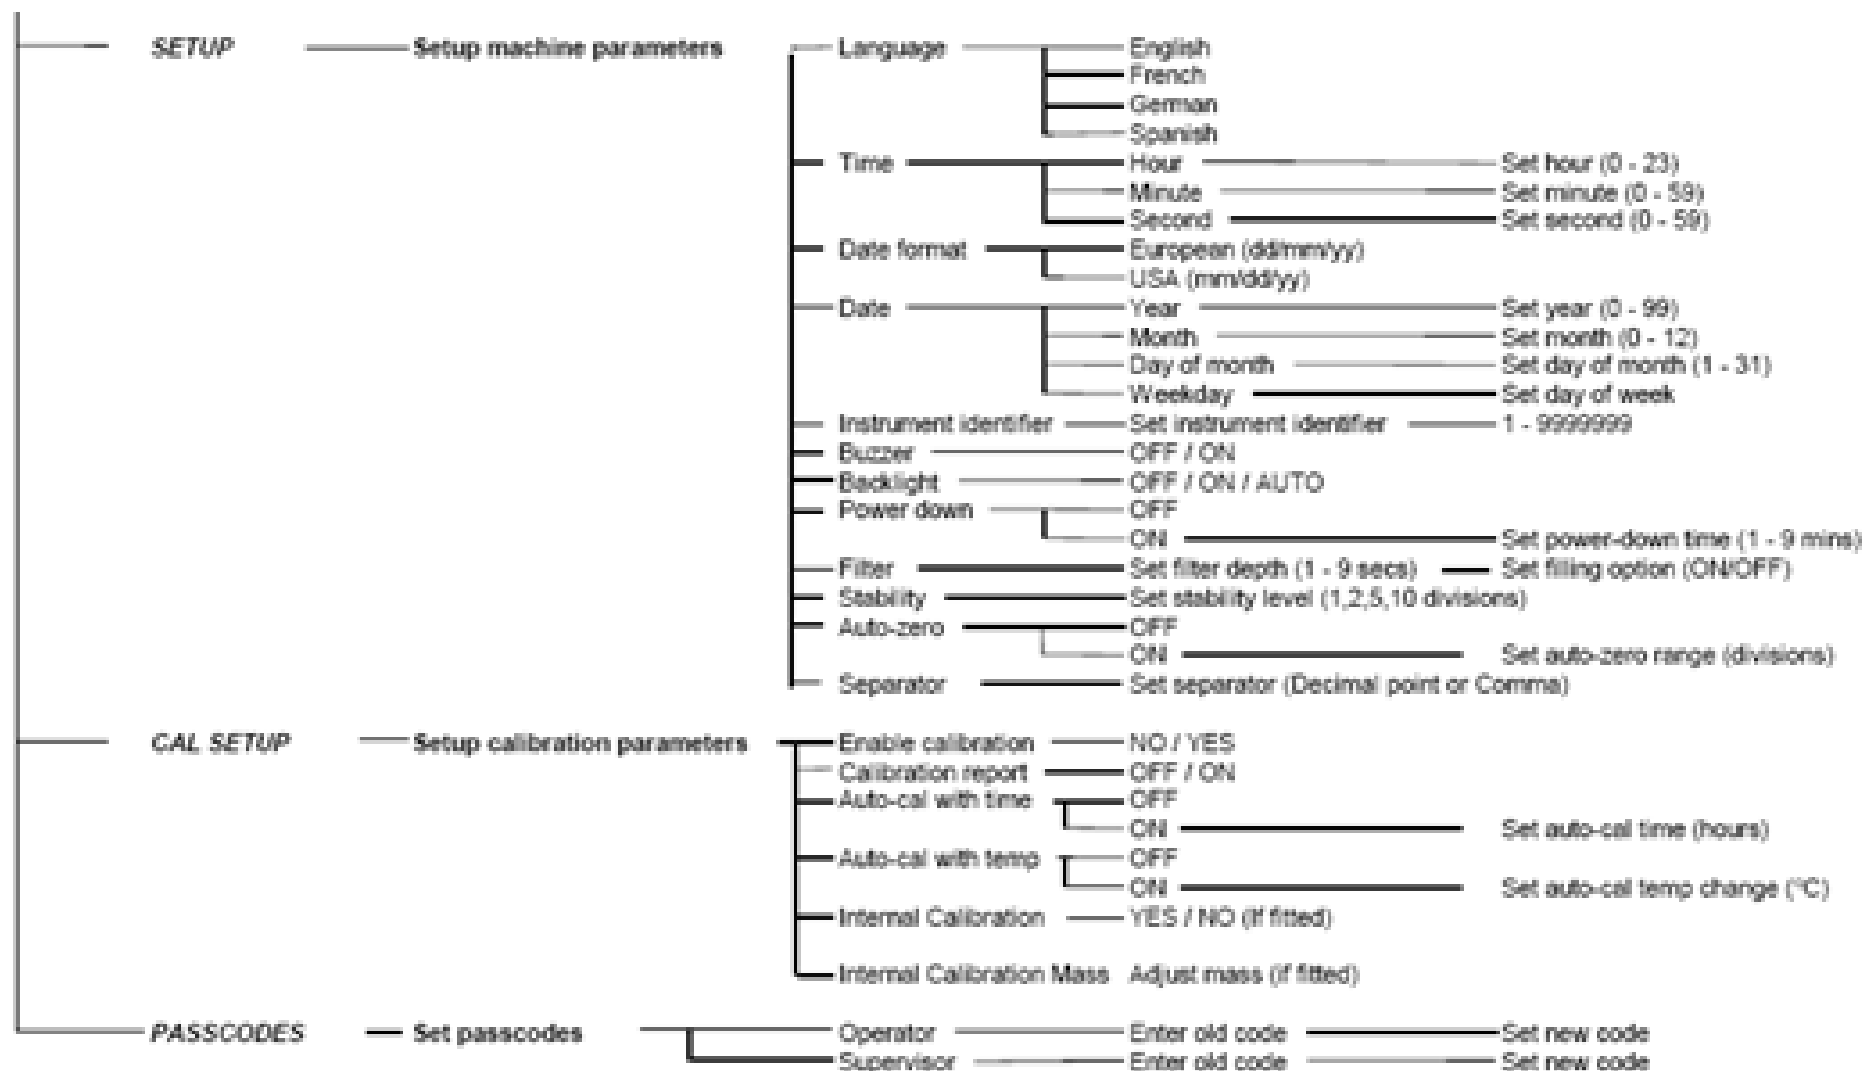 SETUP Setup machine parameters Language English
French
German
Spanish
Time Hour Set hour (0 - 23)
Minute Set minute (0 - 59)
Second Set second (0 - 59)
Date format European (dd/mm/yy)
USA (mm/dd/yy)
Date Year Set year (0 - 99)
Month Set month (0 - 12)
Day of month Set day of month (1 - 31)
Weekday Set day of week
Instrument identifier Set instrument identifier 1 - 9999999
Buzzer OFF / ON
Backlight OFF / ON / AUTO
Power down OFF
ON Set power-down time (1 - 9 mins)
Filter Set filter depth (1 - 9 secs) Set filling option (ON/OFF)
Stability Set stability level (1,2,5,10 divisions)
Auto-zero OFF
ON Set auto-zero range (divisions)
Separator Set separator (Decimal point or Comma)
CAL SETUP Setup calibration parameters Enable calibration NO / YES
Calibration report OFF / ON
Auto-cal with time OFF
ON Set auto-cal time (hours)
Auto-cal with temp OFF
ON Set auto-cal temp change (°C)
Internal Calibration YES / NO (if fitted)
Internal Calibration Mass Adjust mass (if fitted)
PASSCODES Set passcodes Operator Enter old code Set new code
Supervisor Enter old code Set new code